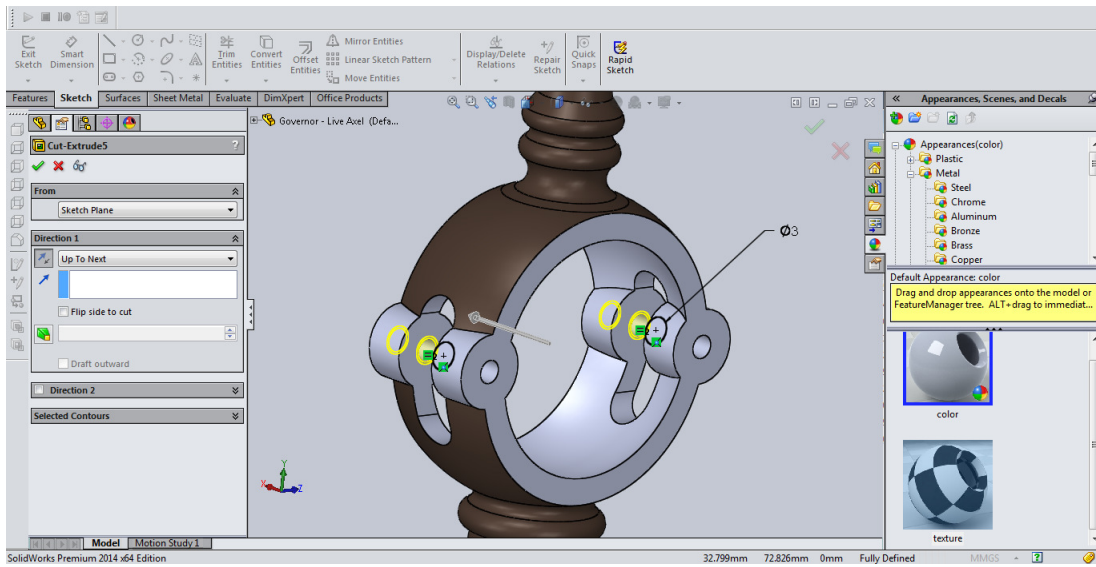 Exit
Sketch
Smart
Dimension
Trim
Entities
Convert
Entities
Offset
Entities
Mirror Entities
Linear Sketch Pattern
Move Entities
Display/Delete
Relations
Repair
Sketch
Quick
Snaps
Rapid
Sketch
Features Sketch Surfaces Sheet Metal Evaluate DimXpert Office Products
Governor - Live Axel (Defa...
Cut-Extrude5 ?
From
Sketch Plane
Direction 1
Up To Next
Flip side to cut
Draft outward
Direction 2
Selected Contours
Ø3
2
2
Y
X
Z
Appearances, Scenes, and Decals
Appearances(color)
Plastic
Metal
Steel
Chrome
Aluminum
Bronze
Brass
Copper
Default Appearance: color
Drag and drop appearances onto the model or
FeatureManager tree. ALT+drag to immediat...
color
texture
Model Motion Study 1
SolidWorks Premium 2014 x64 Edition
32.799mm 72.826mm 0mm Fully Defined MMGS ?